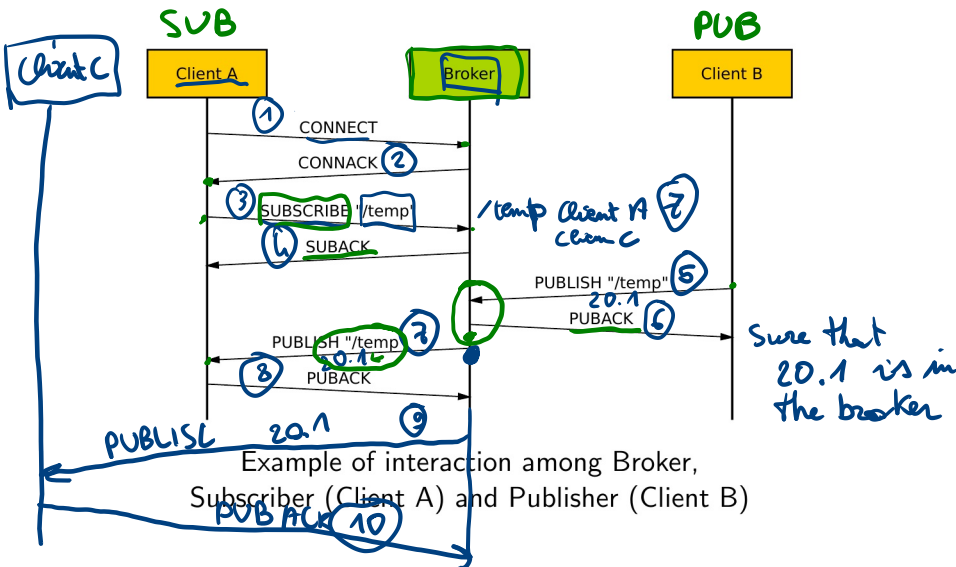 SUB
PUB
Client C
Client A
Broker
Client B
1
CONNECT
CONNACK 2
3 SUBSCRIBE "/temp"
/temp Client A 7
Client C
4
SUBACK
PUBLISH "/temp" 5
20.1
PUBACK 6
PUBLISH "/temp 7
20.1
8 PUBACK
Sure that
20.1 is in
the broker
PUBLISC 20.1 9
Example of interaction among Broker,
Subscriber (Client A) and Publisher (Client B)
PUBACK 10